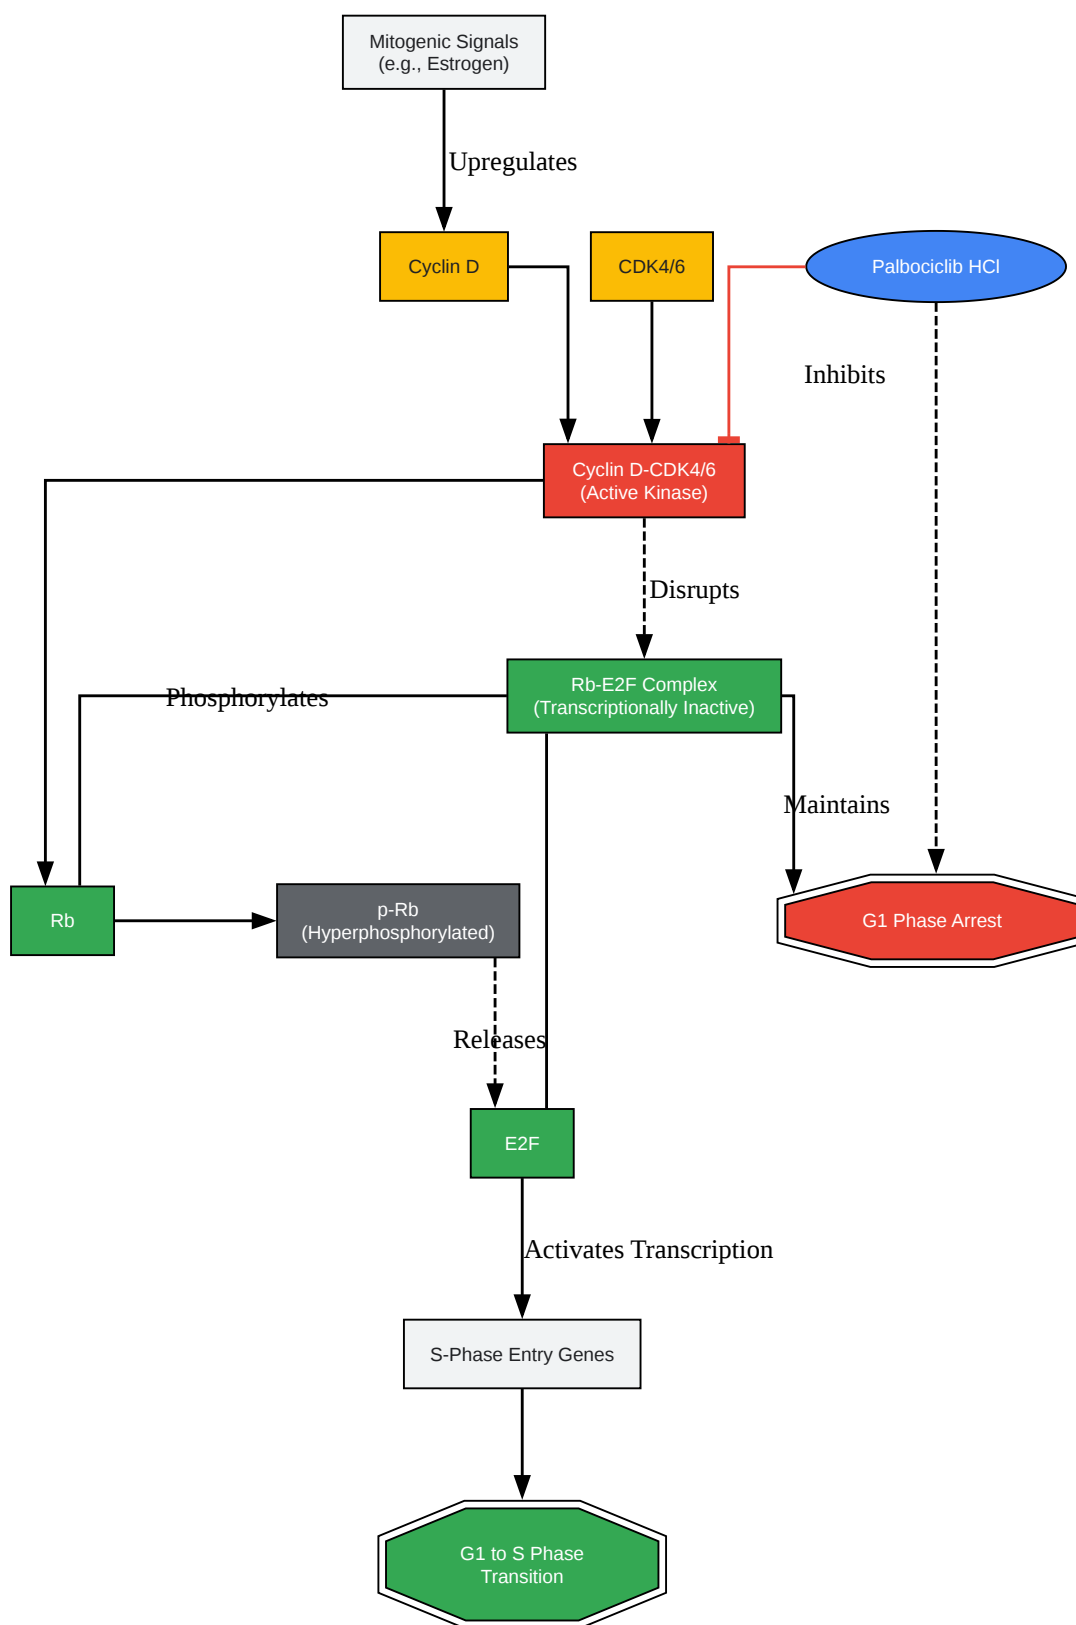 Mitogenic Signals
(e.g., Estrogen)
Upregulates
Cyclin D
CDK4/6
Palbociclib HCl
Inhibits
Cyclin D-CDK4/6
(Active Kinase)
Disrupts
Rb-E2F Complex
(Transcriptionally Inactive)
Phosphorylates
Maintains
Rb
p-Rb
(Hyperphosphorylated)
G1 Phase Arrest
Releases
E2F
Activates Transcription
S-Phase Entry Genes
G1 to S Phase
Transition